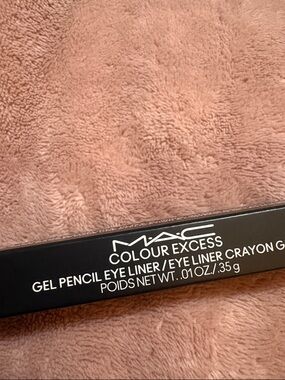 MAC
COLOUR EXCESS
GEL PENCIL EYE LINER / EYE LINER CRAYON G
POIDS NET WT. .01 OZ / .35 g